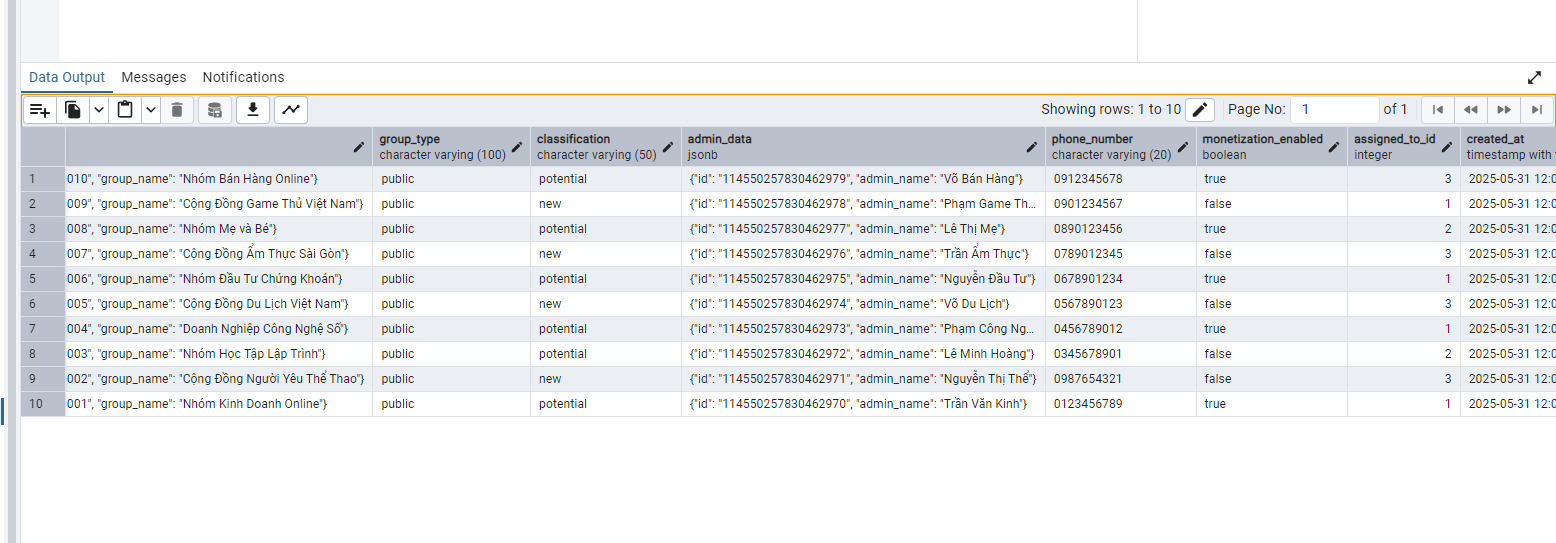 Data Output Messages Notifications
Showing rows: 1 to 10 Page No: 1 of 1
group_type classification admin_data phone_number monetization_enabled assigned_to_id created_at
character varying (100) character varying (50) jsonb character varying (20) boolean integer timestamp with
1 010", "group_name": "Nhóm Bán Hàng Online"} public potential {"id": "114550257830462979", "admin_name": "Võ Bán Hàng"} 0912345678 true 3 2025-05-31 12:0
2 009", "group_name": "Cộng Đồng Game Thủ Việt Nam"} public new {"id": "114550257830462978", "admin_name": "Phạm Game Th... 0901234567 false 1 2025-05-31 12:0
3 008", "group_name": "Nhóm Mẹ và Bé"} public potential {"id": "114550257830462977", "admin_name": "Lê Thị Mẹ"} 0890123456 true 2 2025-05-31 12:0
4 007", "group_name": "Cộng Đồng Ẩm Thực Sài Gòn"} public new {"id": "114550257830462976", "admin_name": "Trần Ẩm Thực"} 0789012345 false 3 2025-05-31 12:0
5 006", "group_name": "Nhóm Đầu Tư Chứng Khoán"} public potential {"id": "114550257830462975", "admin_name": "Nguyễn Đầu Tư"} 0678901234 true 1 2025-05-31 12:0
6 005", "group_name": "Cộng Đồng Du Lịch Việt Nam"} public new {"id": "114550257830462974", "admin_name": "Võ Du Lịch"} 0567890123 false 3 2025-05-31 12:0
7 004", "group_name": "Doanh Nghiệp Công Nghệ Số"} public potential {"id": "114550257830462973", "admin_name": "Phạm Công Ng... 0456789012 true 1 2025-05-31 12:0
8 003", "group_name": "Nhóm Học Tập Lập Trình"} public potential {"id": "114550257830462972", "admin_name": "Lê Minh Hoàng"} 0345678901 false 2 2025-05-31 12:0
9 002", "group_name": "Cộng Đồng Người Yêu Thể Thao"} public new {"id": "114550257830462971", "admin_name": "Nguyễn Thị Thể"} 0987654321 false 3 2025-05-31 12:0
10 001", "group_name": "Nhóm Kinh Doanh Online"} public potential {"id": "114550257830462970", "admin_name": "Trần Văn Kinh"} 0123456789 true 1 2025-05-31 12:0